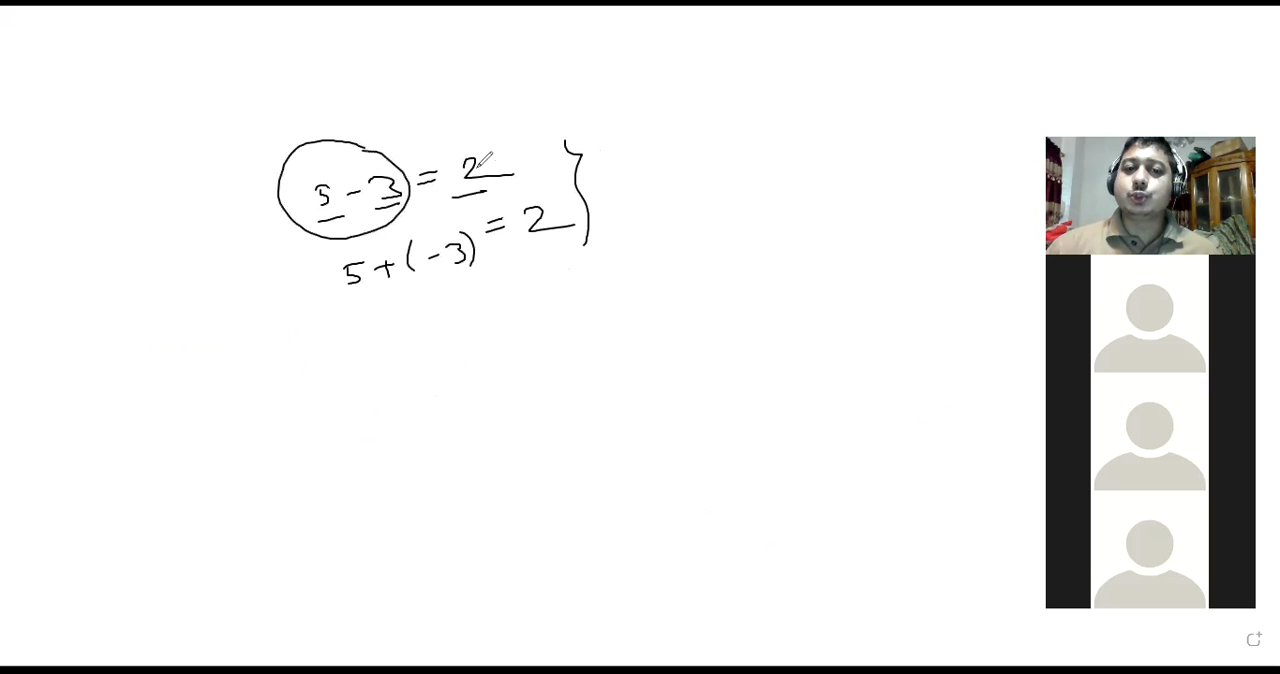 5 - 3 = 2
5 + (-3) = 2